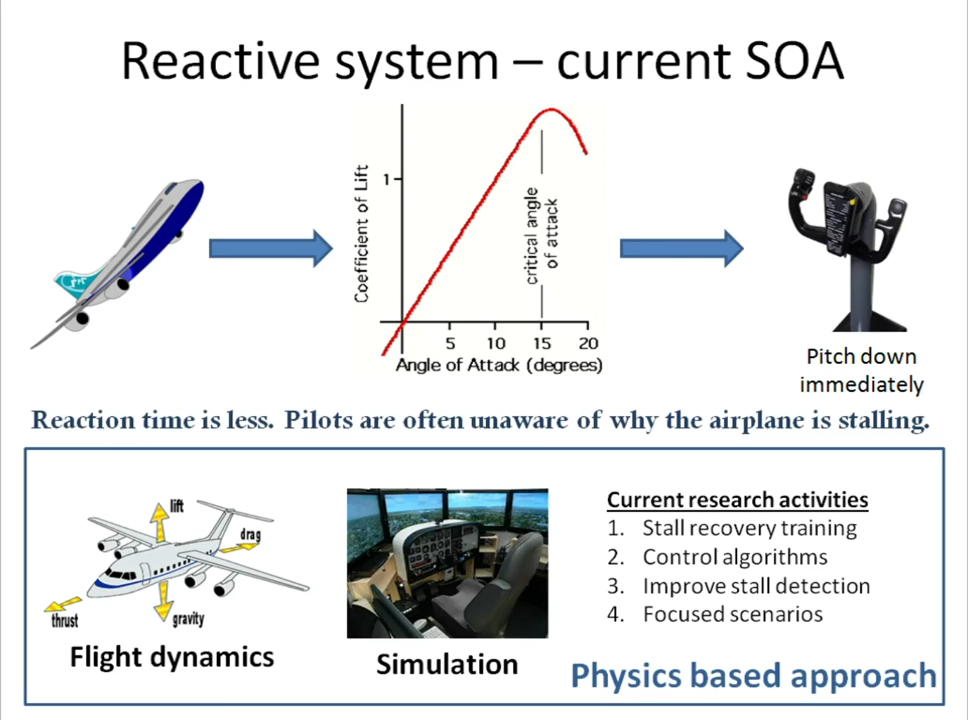 Reactive system – current SOA
Coefficient of Lift
1
critical angle
of attack
5 10 15 20
Angle of Attack (degrees)
Pitch down
immediately
Reaction time is less. Pilots are often unaware of why the airplane is stalling.
lift
drag
thrust
gravity
Flight dynamics
Simulation
Current research activities
1. Stall recovery training
2. Control algorithms
3. Improve stall detection
4. Focused scenarios
Physics based approach